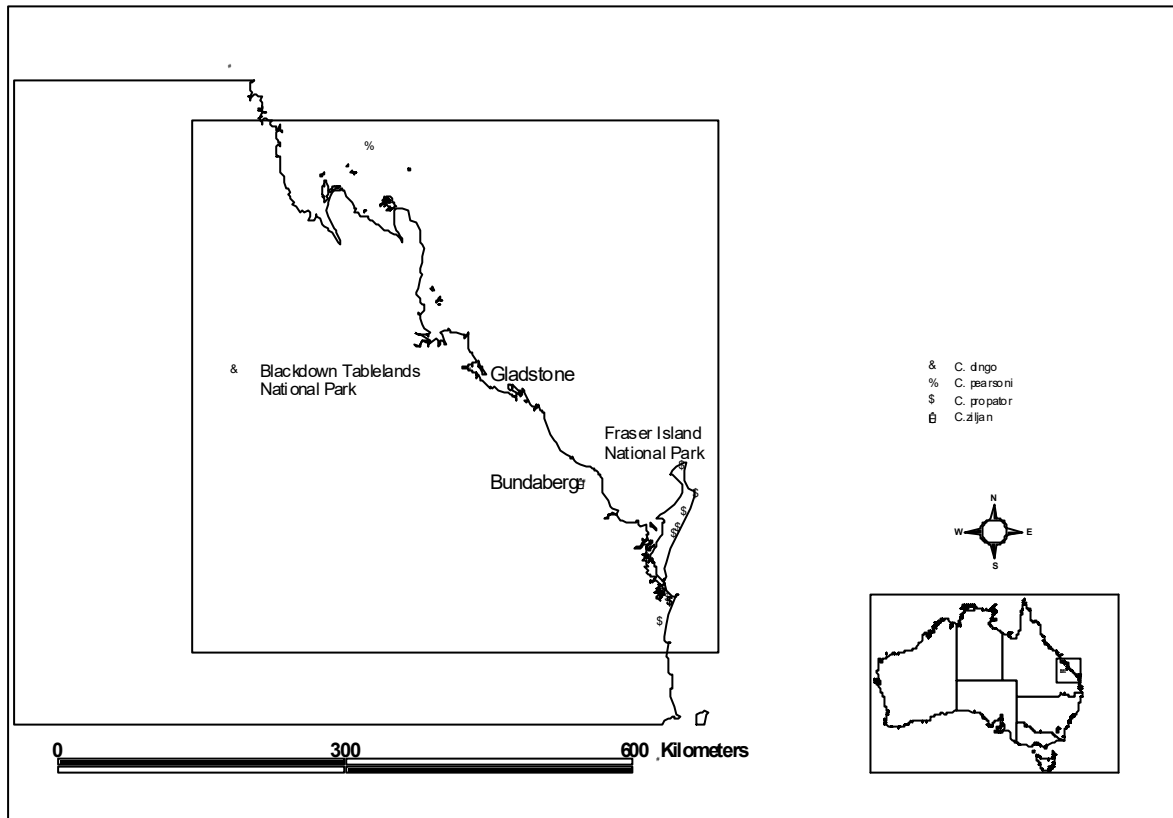 %
& Blackdown Tablelands
National Park
Gladstone
Fraser Island
National Park
Bundaberg
$
$
$
$ $
$
$
$
& C. dingo
% C. pearsoni
$ C. propator
C.ziljan
N
W E
S
0 300 600 Kilometers